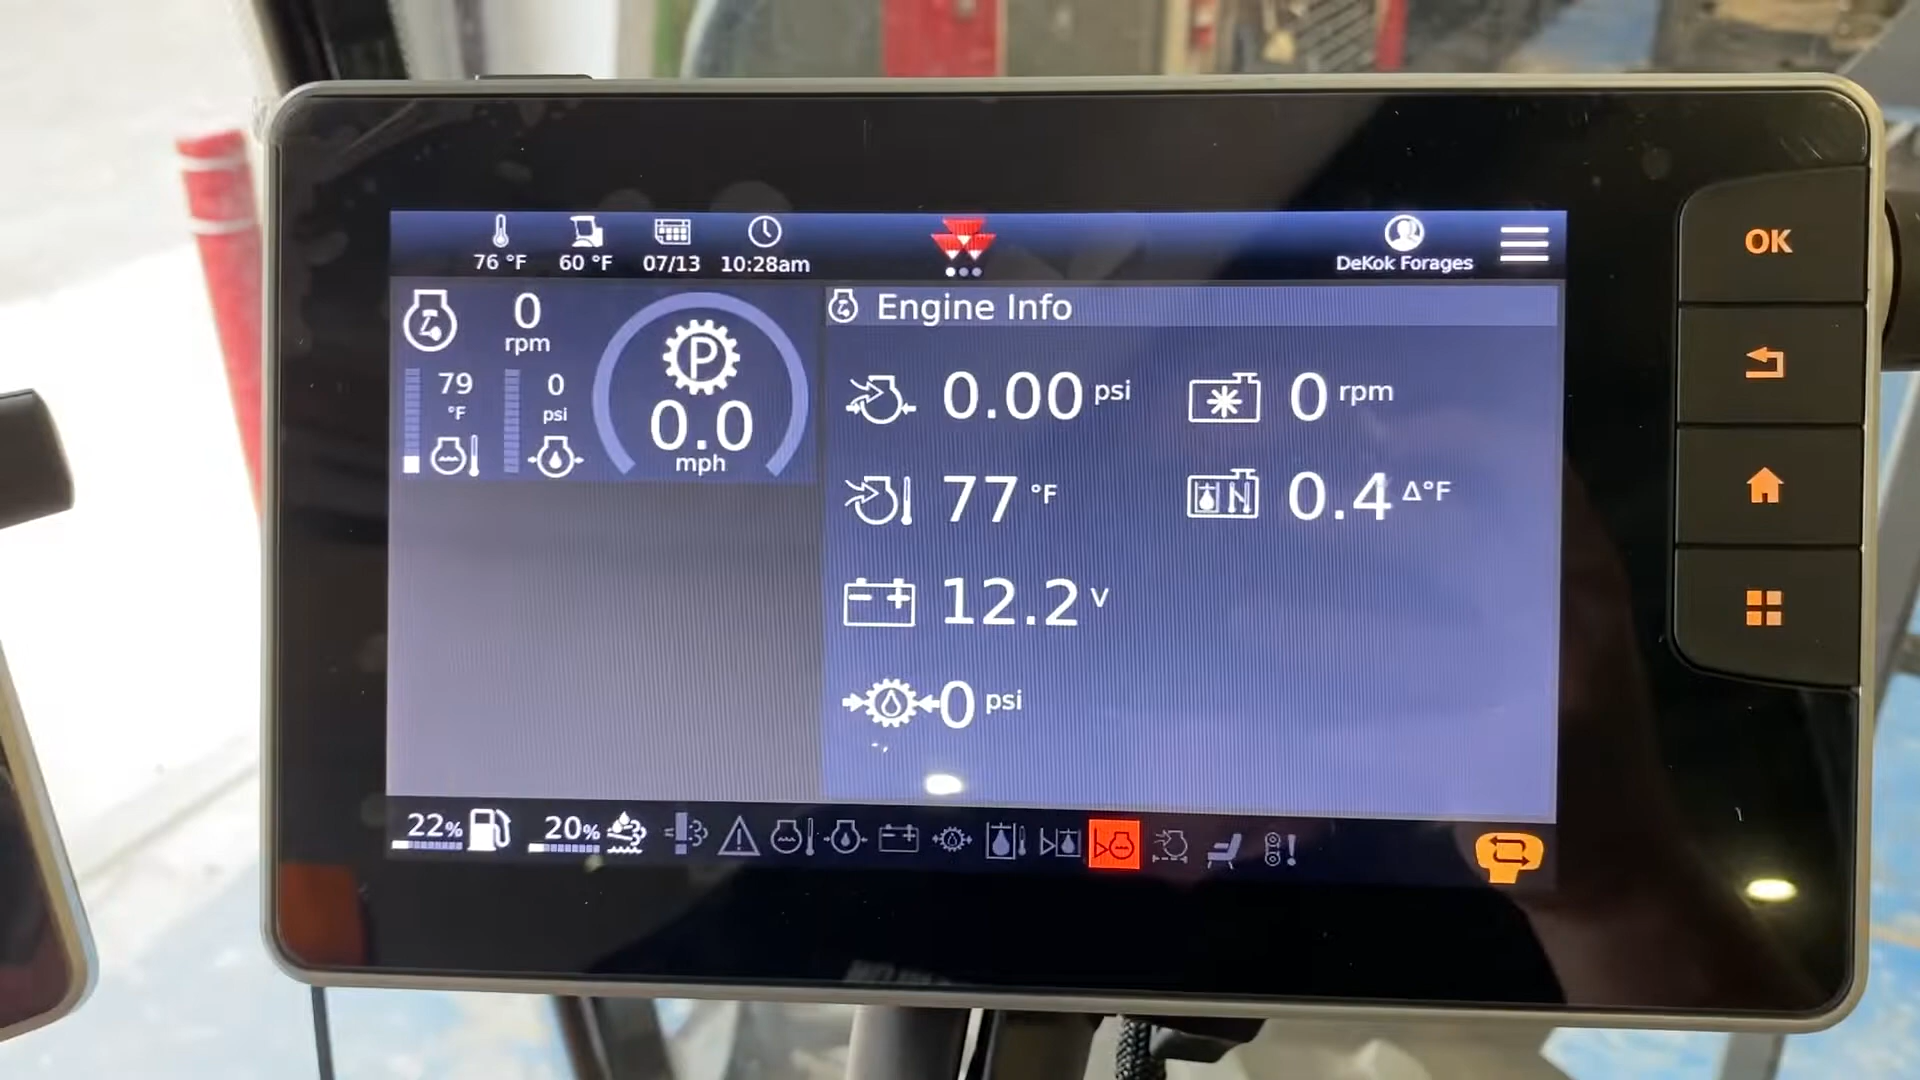 76 °F
60 °F
07/13
10:28am
DeKok Forages
OK
0
rpm
79
°F
0
psi
P
0.0
mph
Engine Info
0.00 psi
0 rpm
77 °F
0.4 Δ°F
12.2 V
0 psi
22%
20%